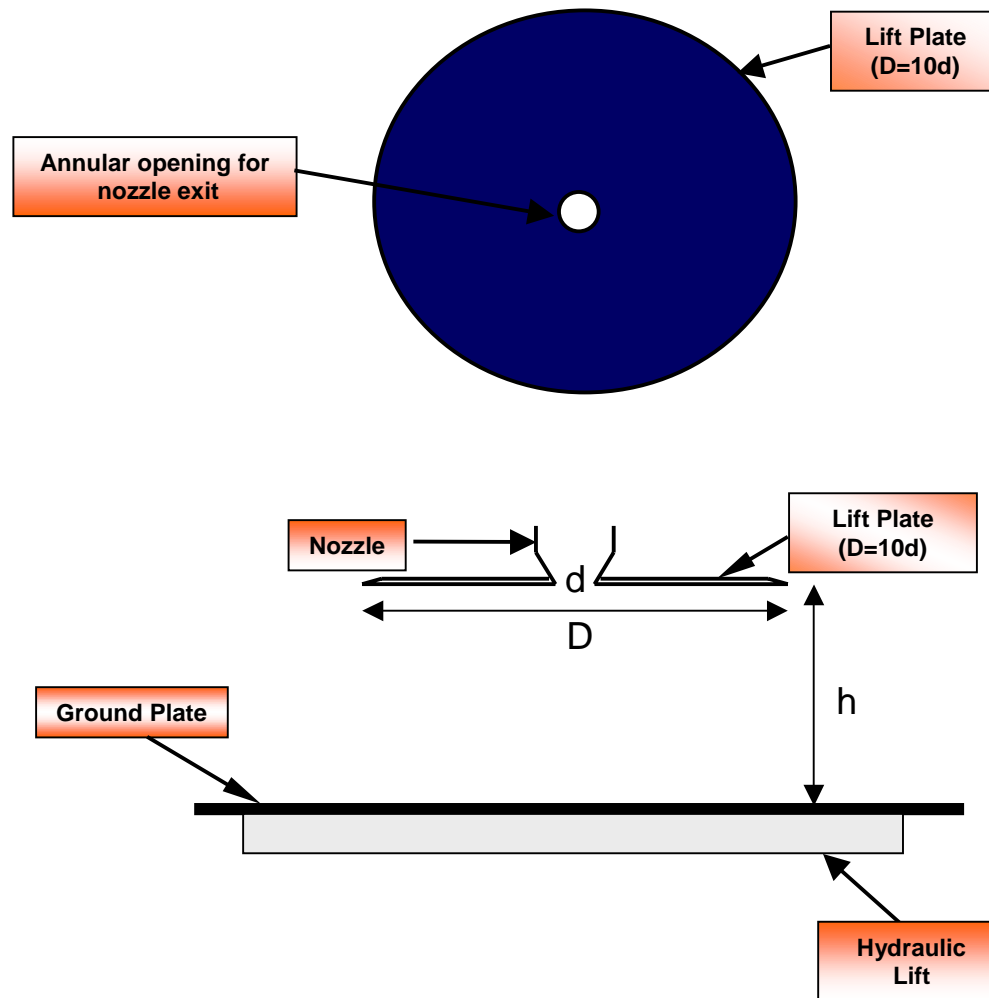 Lift Plate
(D=10d)
Annular opening for
nozzle exit
Nozzle
Lift Plate
(D=10d)
d
D
h
Ground Plate
Hydraulic
Lift